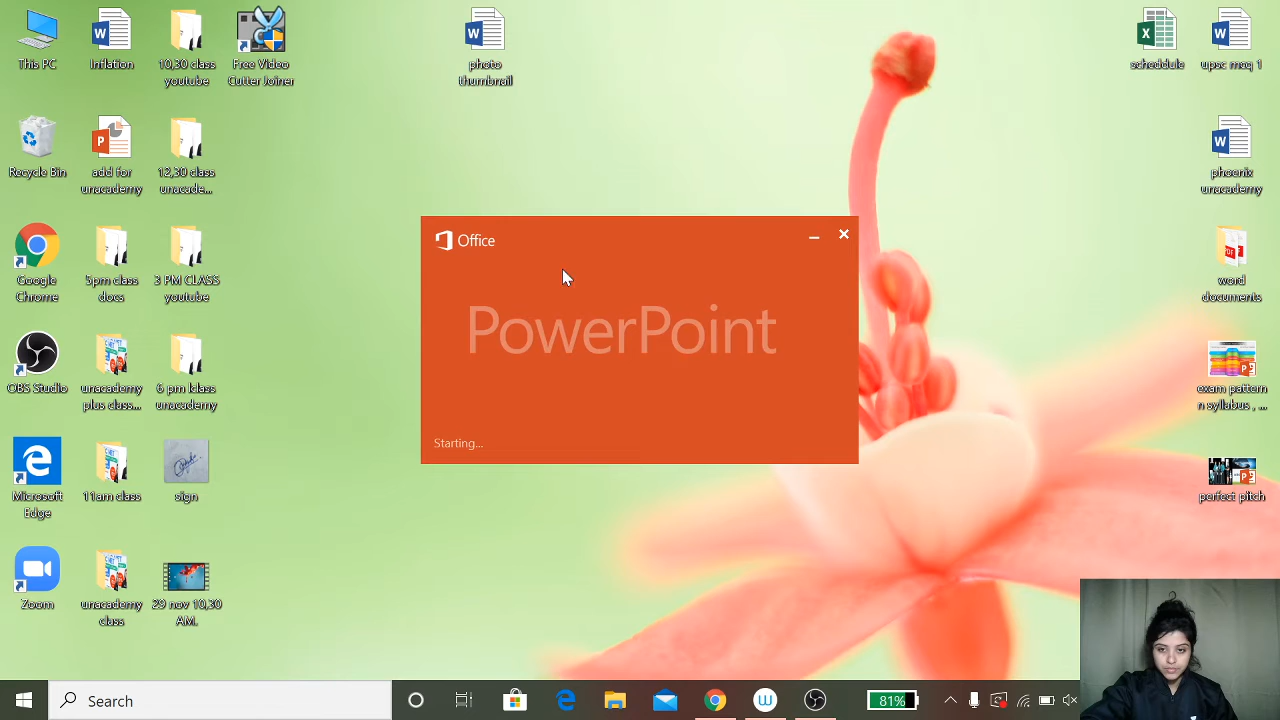 This PC
Inflation
10,30 class
youtube
Free Video
Cutter Joiner
photo
thumbnail
scheddule
upsc moq 1
Recycle Bin
add for
unacademy
12,30 class
unacade...
phoenix
unacademy
Google
Chrome
5pm class
docs
3 PM CLASS
youtube
word
documents
OBS Studio
unacademy
plus class...
6 pm klass
unacademy
exam pattern
n syllabus , ...
Microsoft
Edge
11am class
sign
perfect pitch
Zoom
unacademy
class
29 nov 10,30
AM.
Office
PowerPoint
Starting...
Search
81%